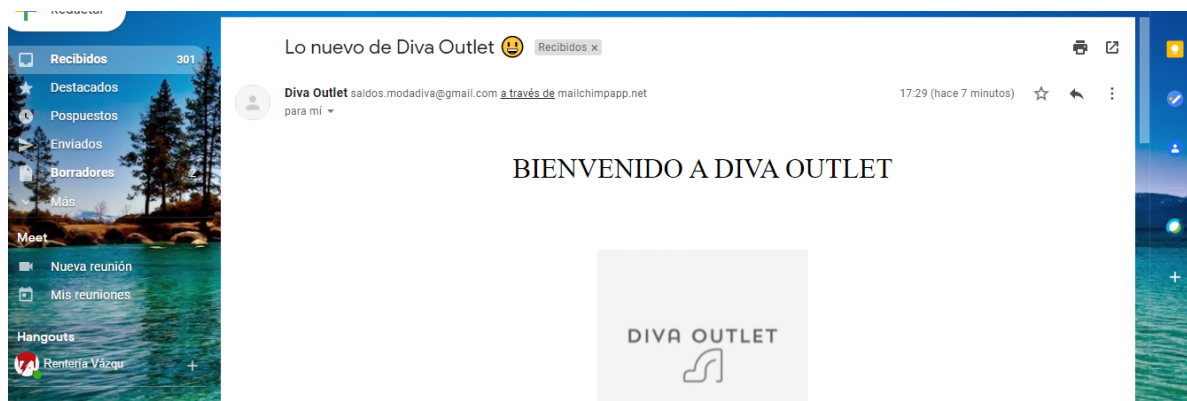 Redactar
Recibidos 301
Destacados
Pospuestos
Enviados
Borradores 2
Más
Meet
Nueva reunión
Mis reuniones
Hangouts
Rentería Vázqu
Lo nuevo de Diva Outlet Recibidos x
Diva Outlet saldos.modadiva@gmail.com a través de mailchimpapp.net 17:29 (hace 7 minutos)
para mí
BIENVENIDO A DIVA OUTLET
DIVA OUTLET